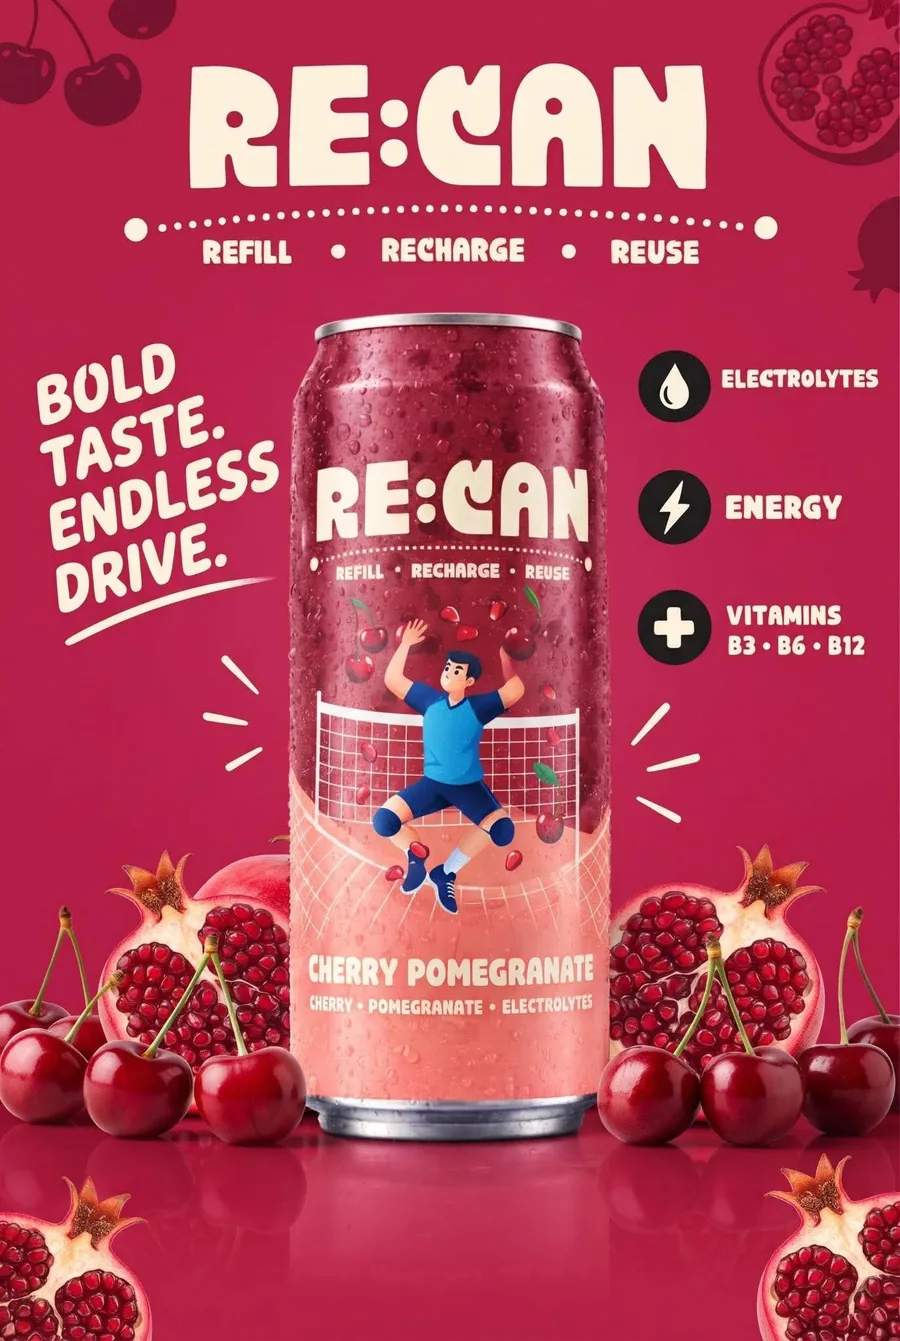 RE:CAN
REFILL • RECHARGE • REUSE
BOLD
TASTE.
ENDLESS
DRIVE.
ELECTROLYTES
ENERGY
VITAMINS
B3 • B6 • B12
RE:CAN
REFILL • RECHARGE • REUSE
CHERRY POMEGRANATE
CHERRY • POMEGRANATE • ELECTROLYTES